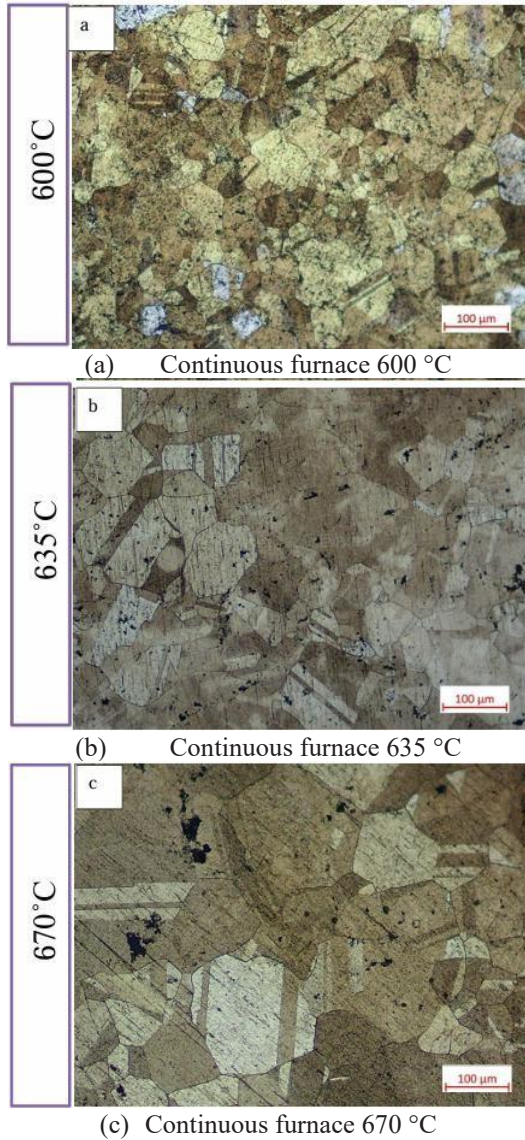 a
600°C
100 µm
(a) Continuous furnace 600 °C
b
635°C
100 µm
(b) Continuous furnace 635 °C
c
670°C
100 µm
(c) Continuous furnace 670 °C